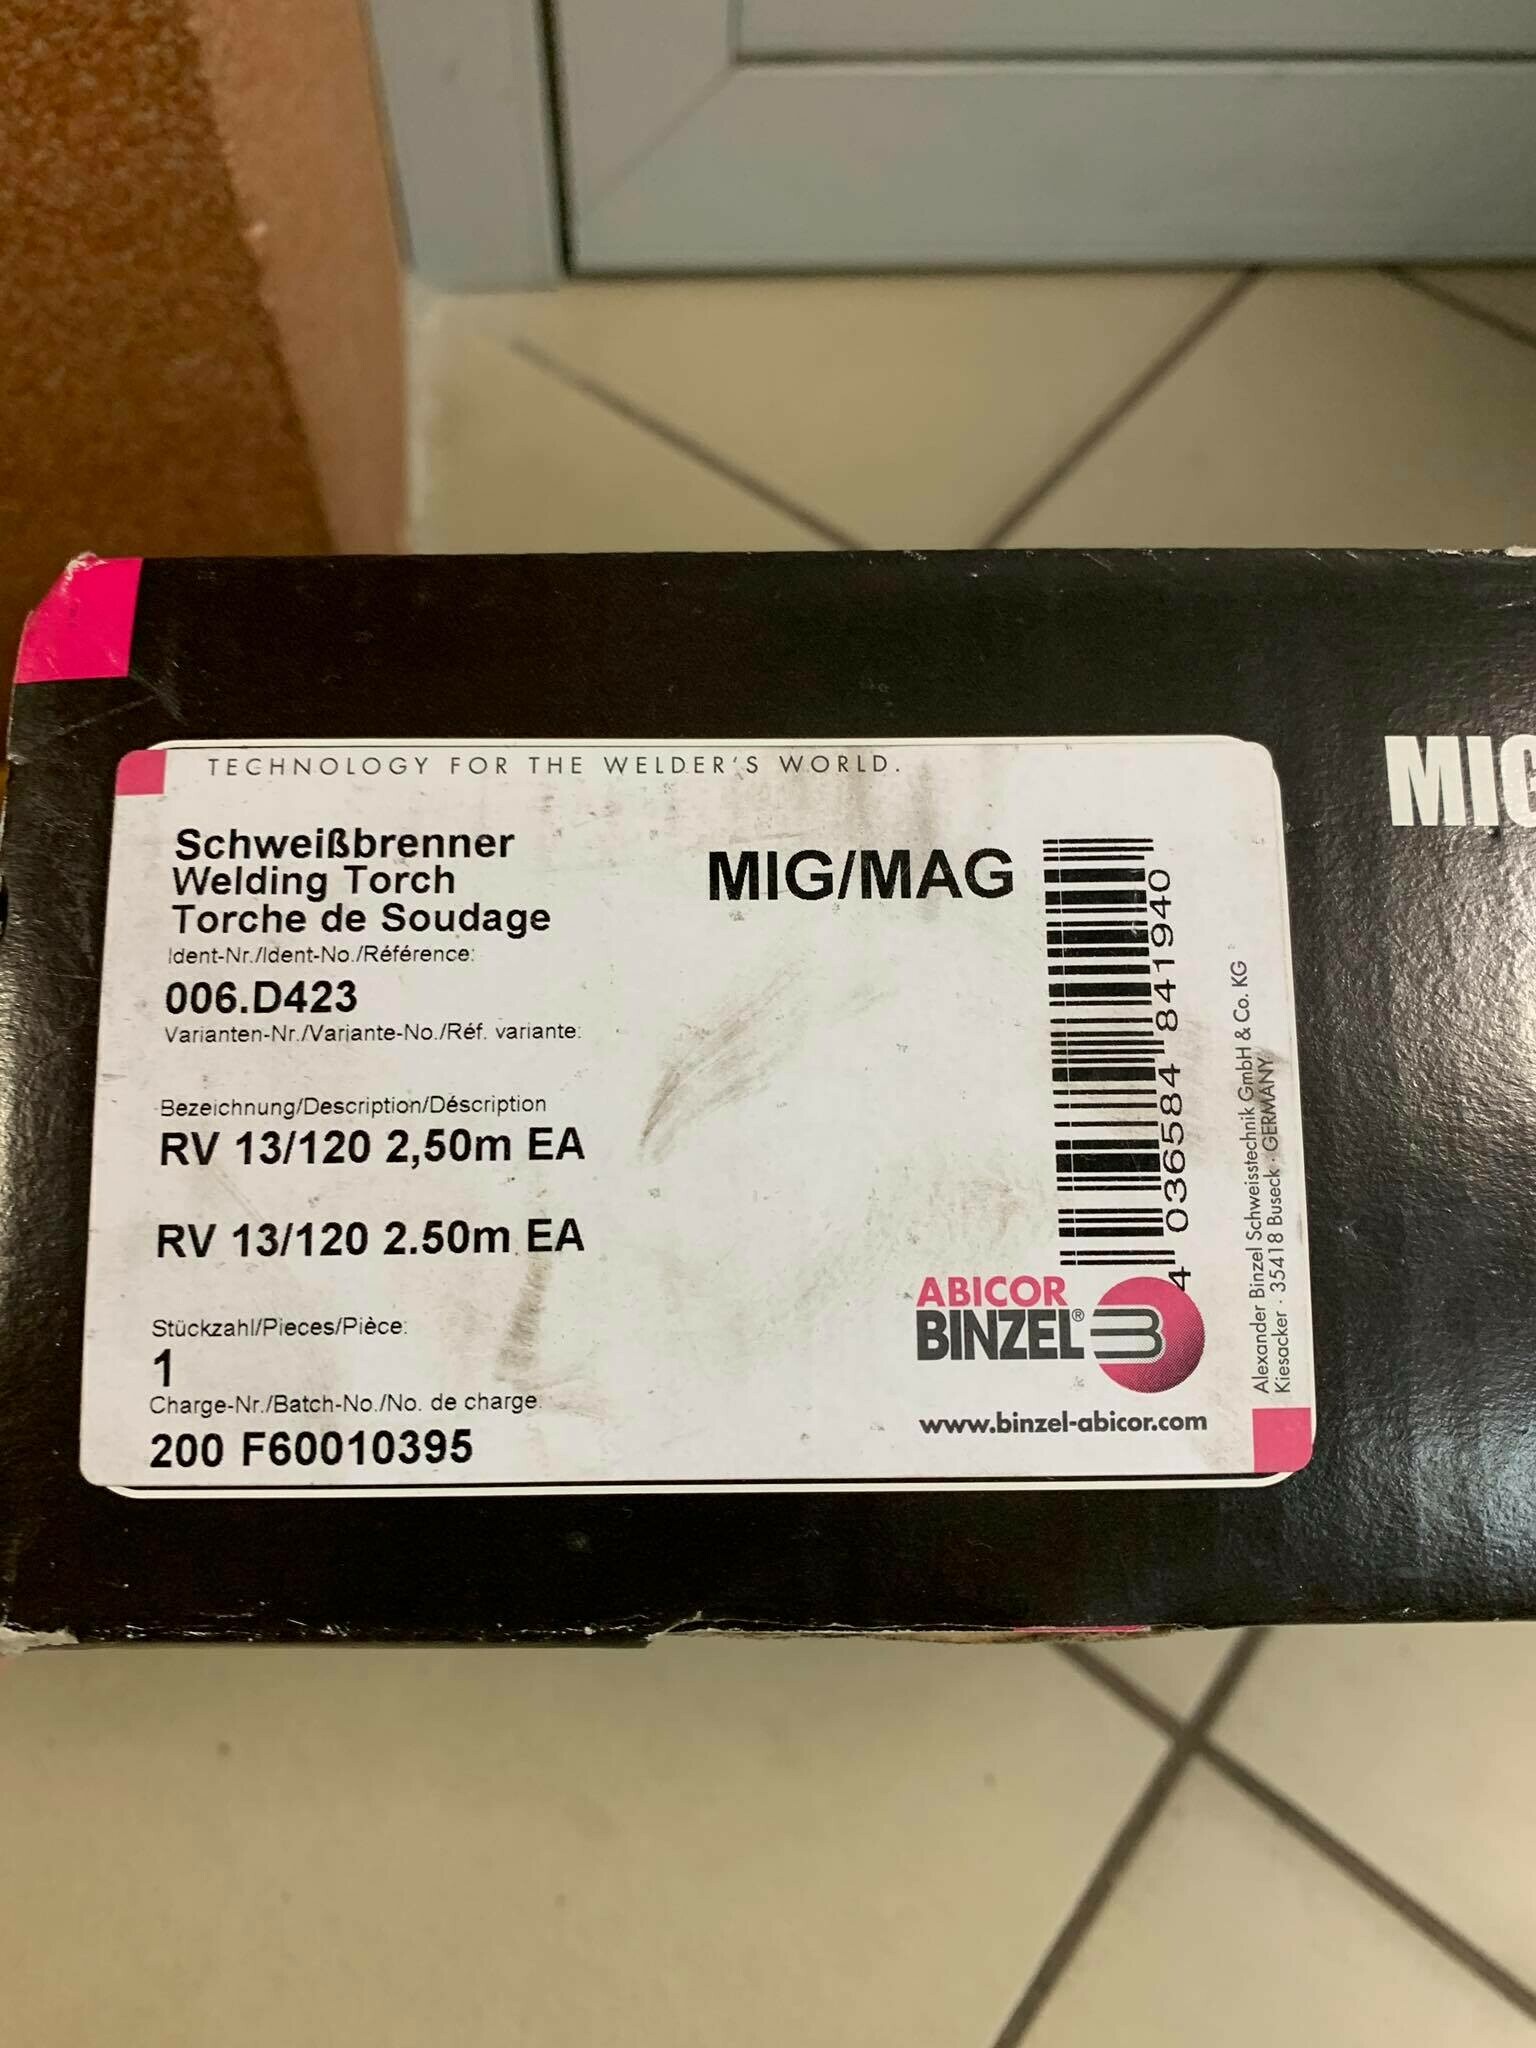 TECHNOLOGY FOR THE WELDER'S WORLD.
Schweißbrenner
Welding Torch
Torche de Soudage
MIG/MAG
Ident-Nr./Ident-No./Référence:
006.D423
Varianten-Nr./Variante-No./Réf. variante:
Bezeichnung/Description/Déscription
RV 13/120 2,50m EA
RV 13/120 2.50m EA
Stückzahl/Pieces/Pièce:
1
Charge-Nr./Batch-No./No. de charge:
200 F60010395
4 036584 841940
ABICOR
BINZEL®
www.binzel-abicor.com
Alexander Binzel Schweisstechnik GmbH & Co. KG
Kiesacker · 35418 Buseck · GERMANY
MIG